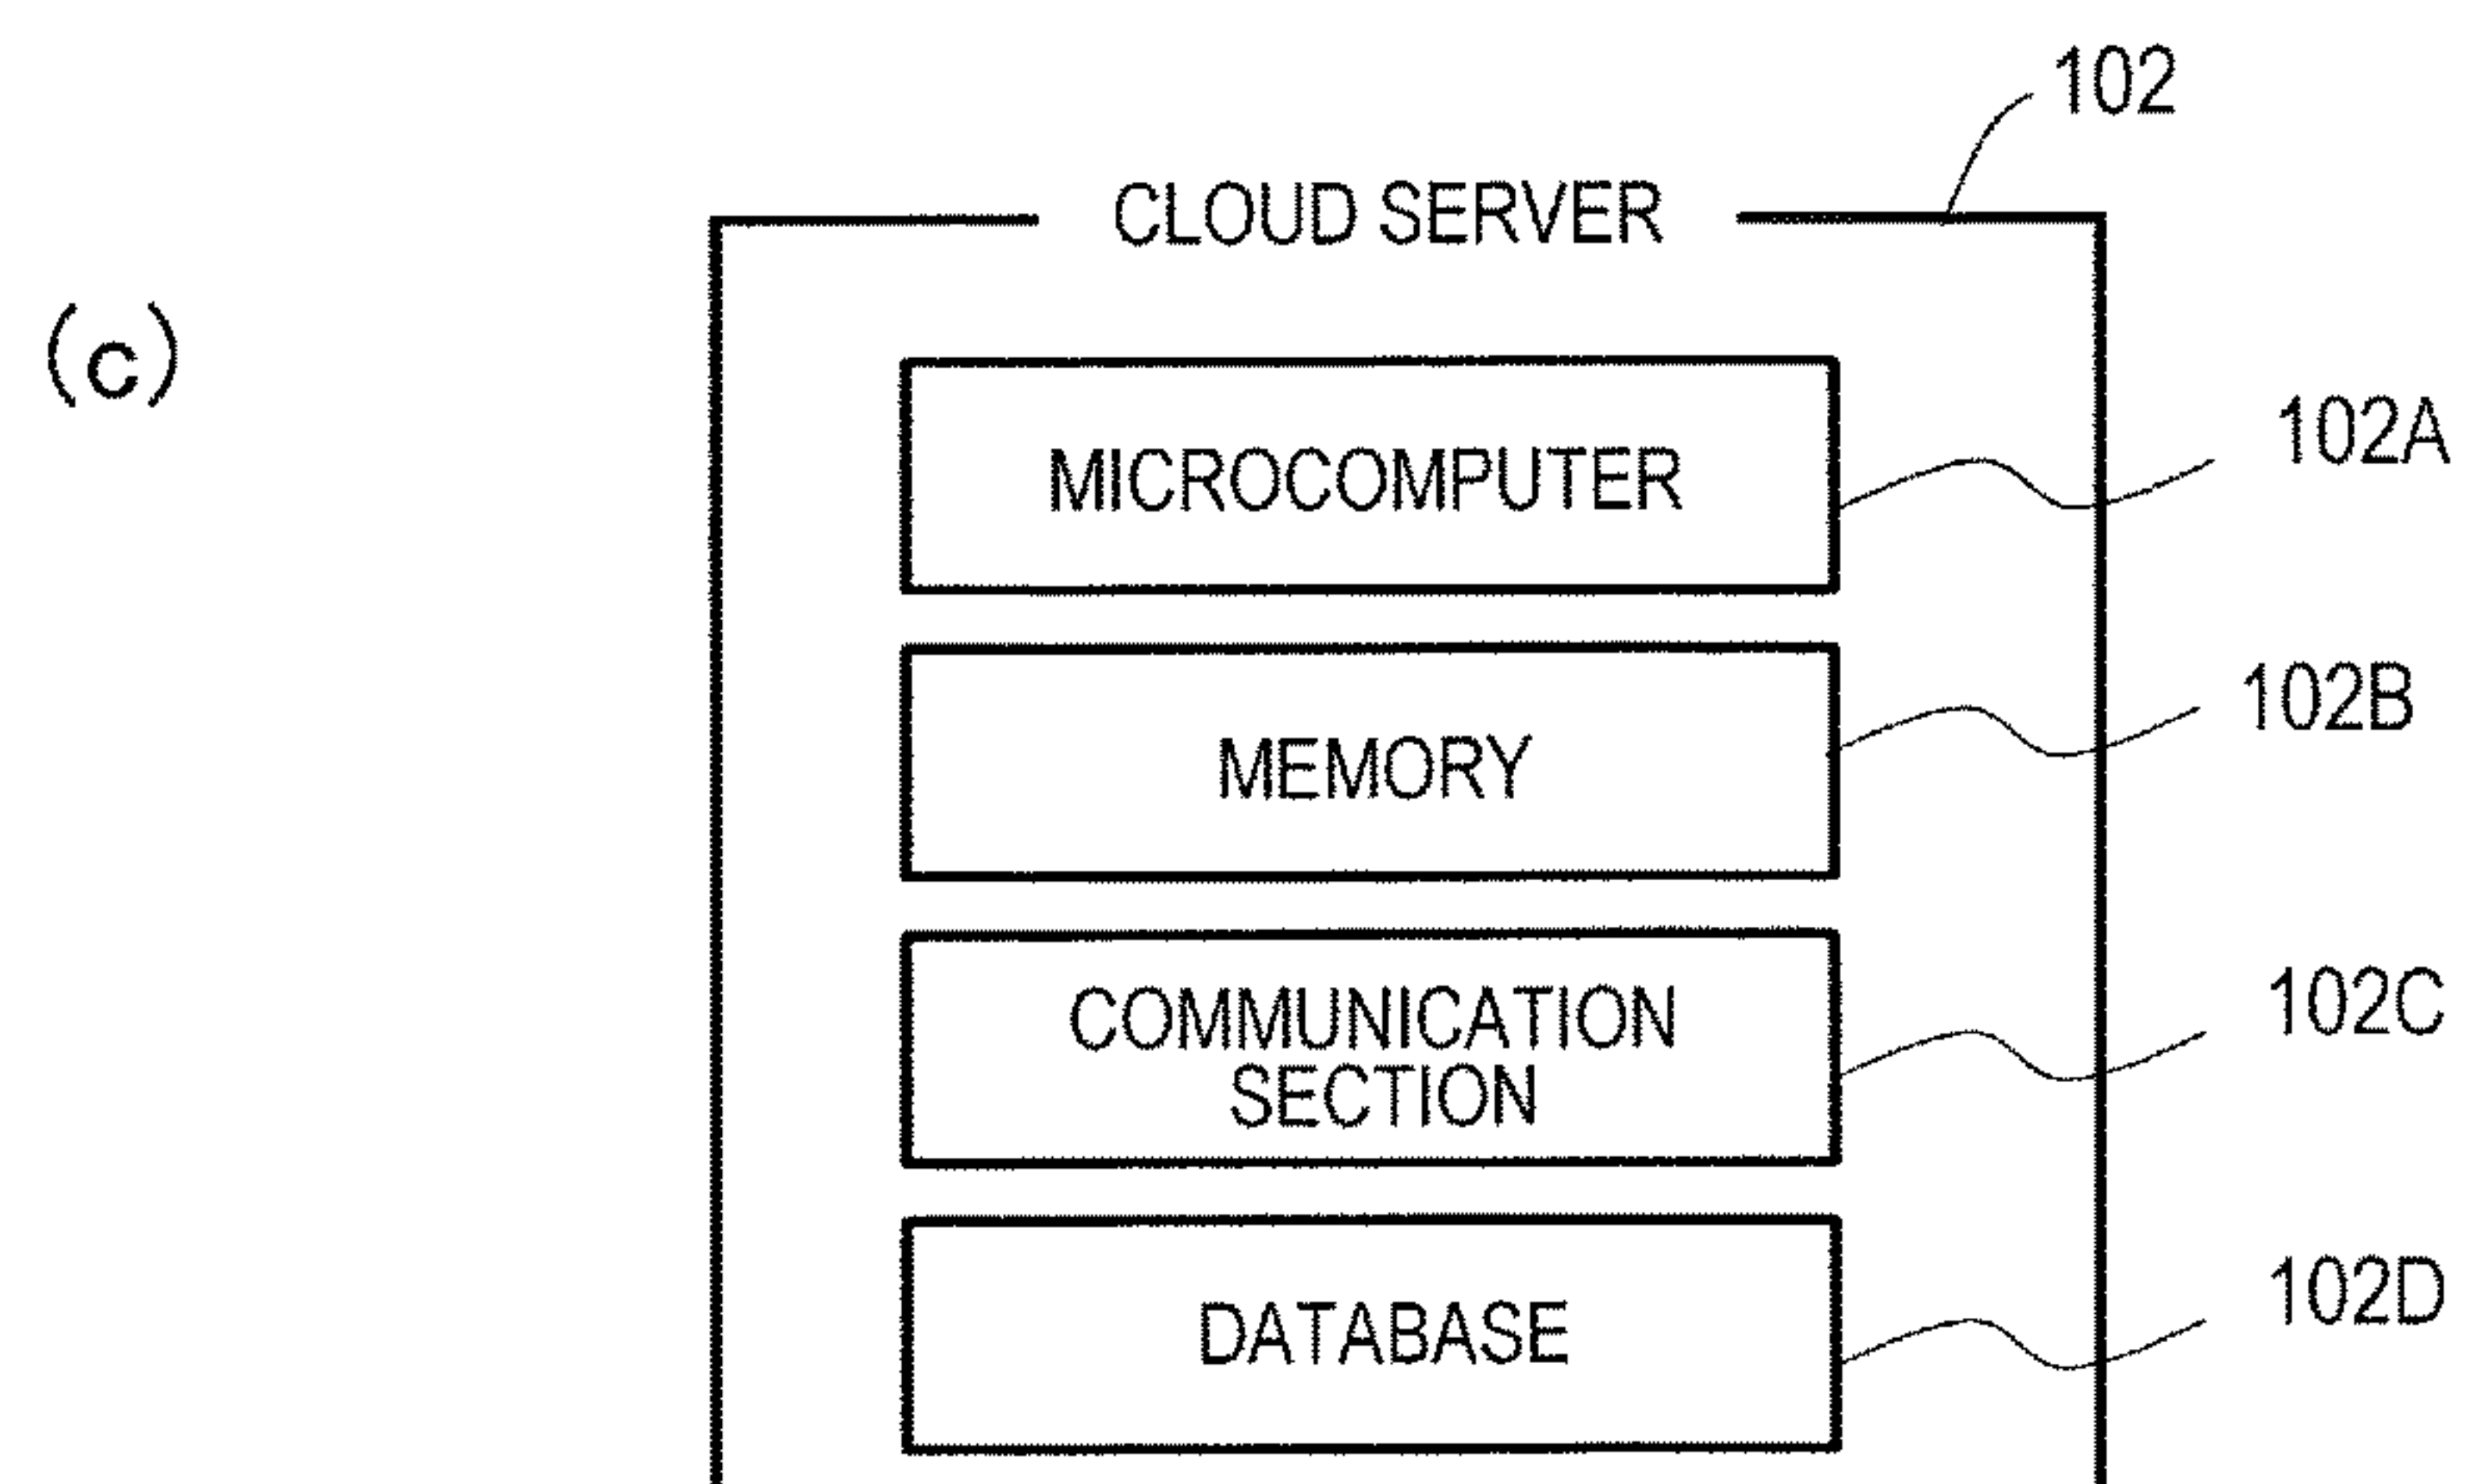 102
CLOUD SERVER
(c)
MICROCOMPUTER
102A
MEMORY
102B
COMMUNICATION
SECTION
102C
DATABASE
102D